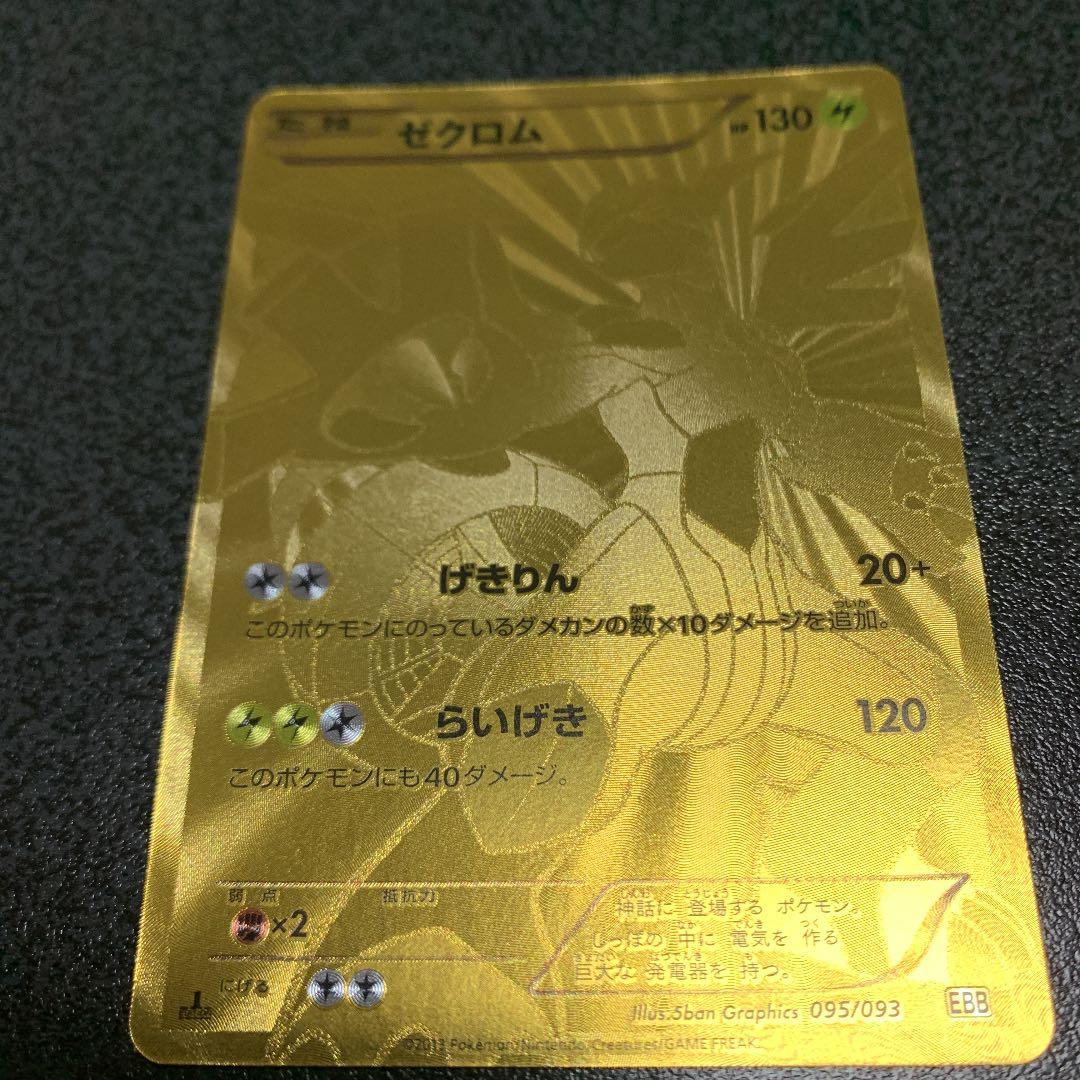 たね ゼクロム HP 130
げきりん 20+
このポケモンにのっているダメカンの数×10ダメージを追加。
らいげき 120
このポケモンにも40ダメージ。
弱点 抵抗力
×2
にげる
神話に 登場する ポケモン。
しっぽの 中に 電気を 作る
巨大な 発電器を 持つ。
Illus.5ban Graphics 095/093 EBB
©2013 Pokémon/Nintendo/Creatures/GAME FREAK.